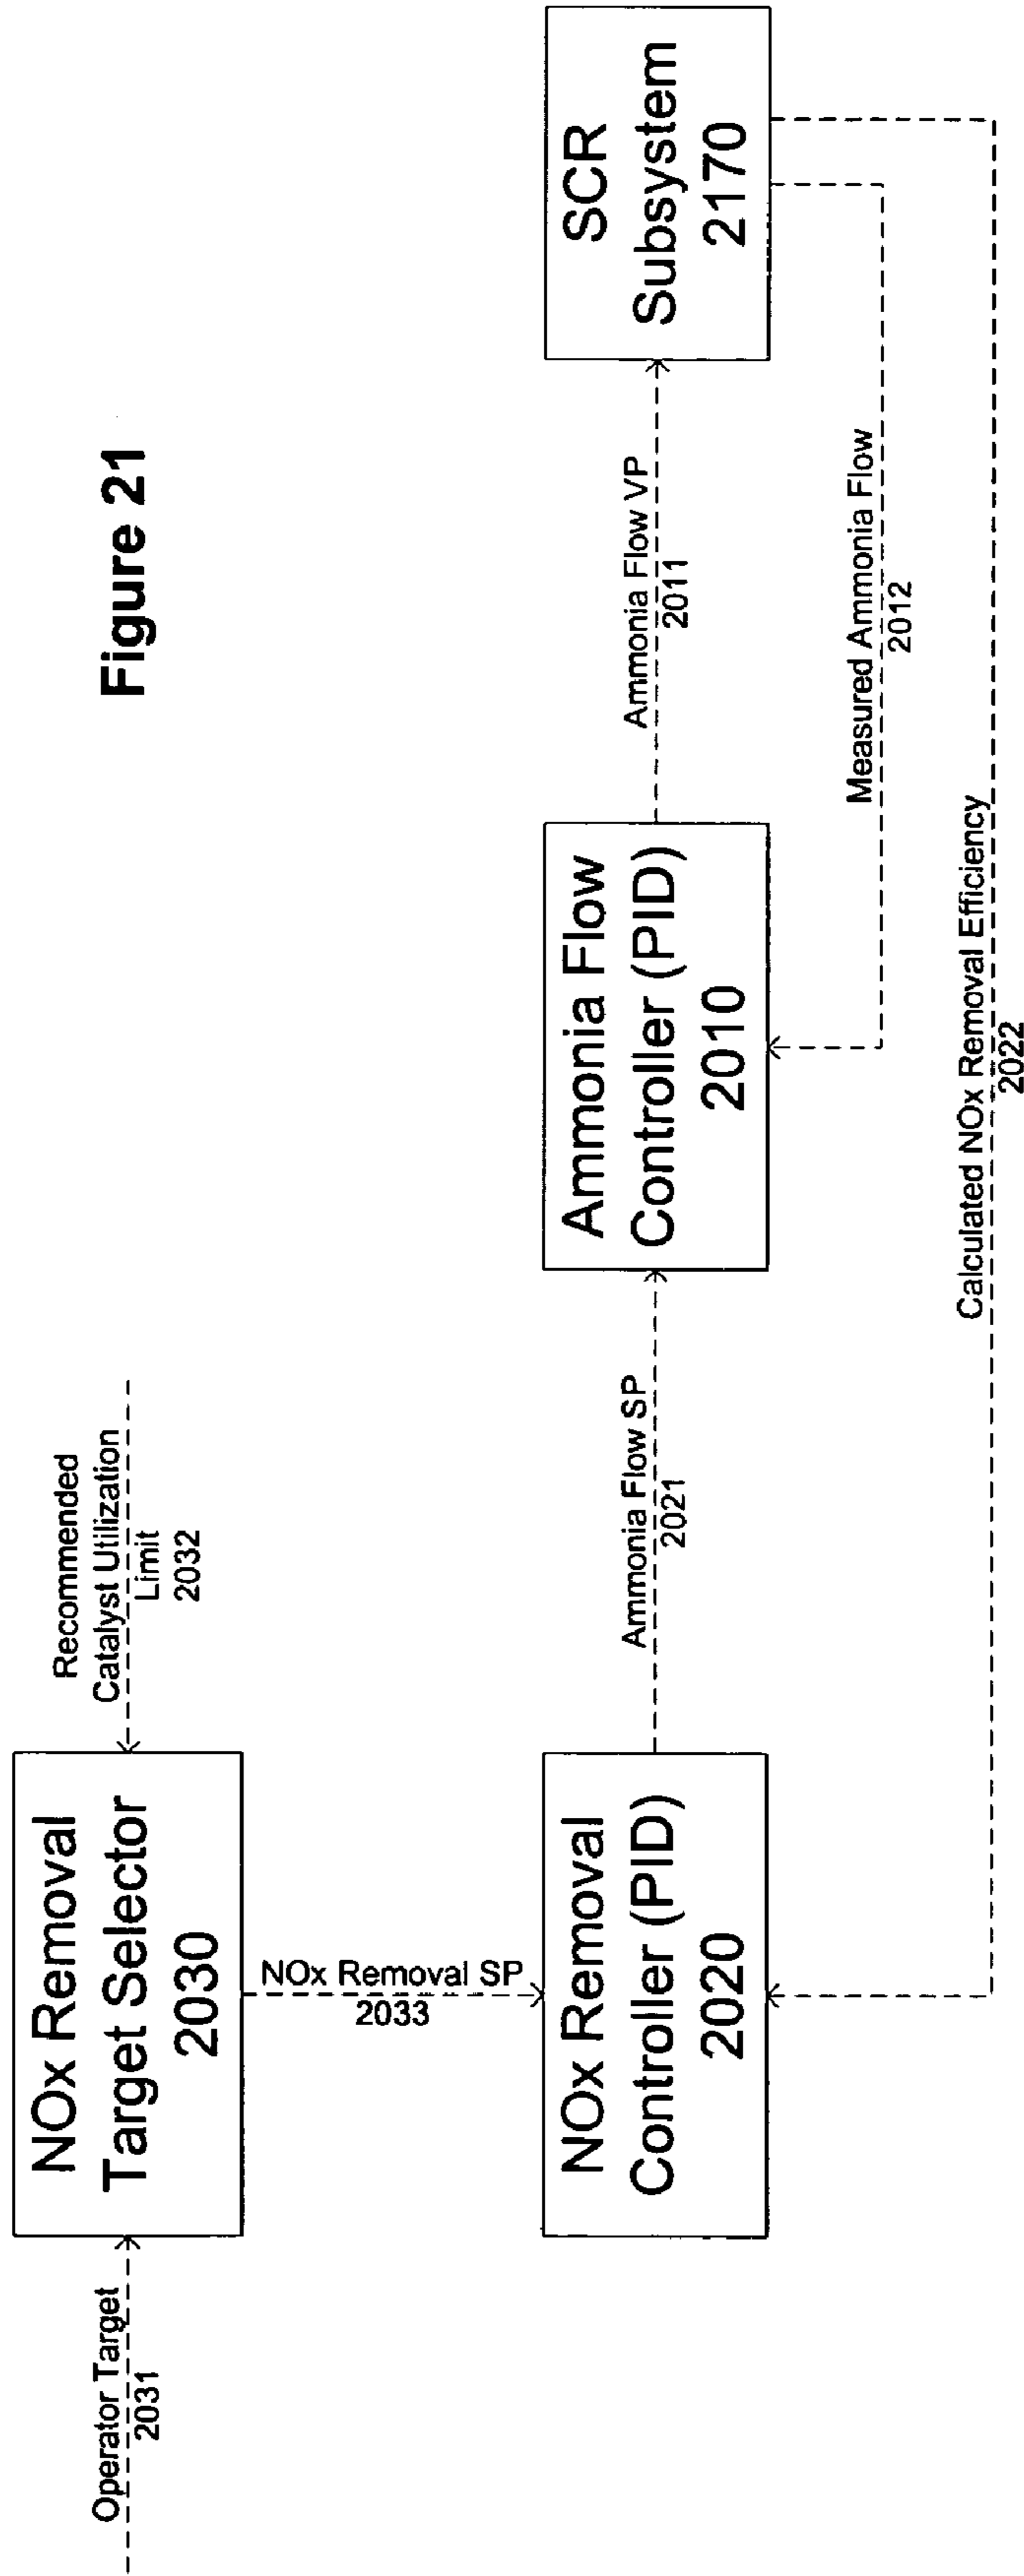 Figure 21
Operator Target
2031
NOx Removal
Target Selector
2030
Recommended
Catalyst Utilization
Limit
2032
NOx Removal SP
2033
NOx Removal
Controller (PID)
2020
Ammonia Flow SP
2021
Ammonia Flow
Controller (PID)
2010
Ammonia Flow VP
2011
SCR
Subsystem
2170
Measured Ammonia Flow
2012
Calculated NOx Removal Efficiency
2022